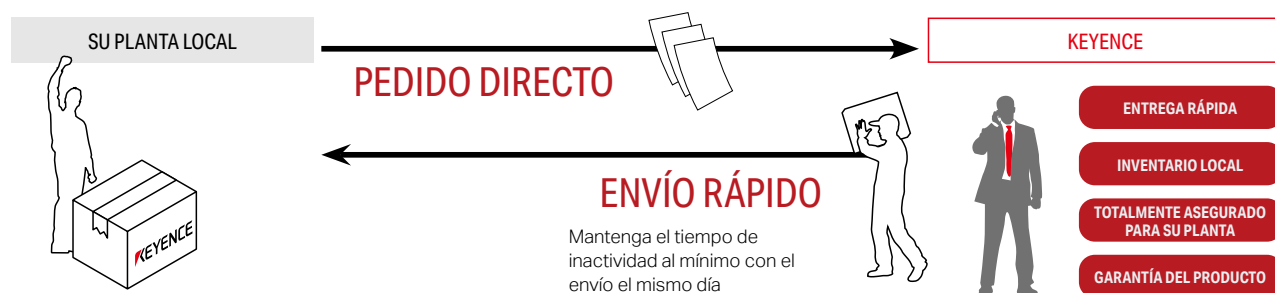 SU PLANTA LOCAL
KEYENCE
PEDIDO DIRECTO
ENTREGA RÁPIDA
INVENTARIO LOCAL
ENVÍO RÁPIDO
TOTALMENTE ASEGURADO
PARA SU PLANTA
Mantenga el tiempo de
inactividad al mínimo con el
envío el mismo día
KEYENCE
GARANTÍA DEL PRODUCTO